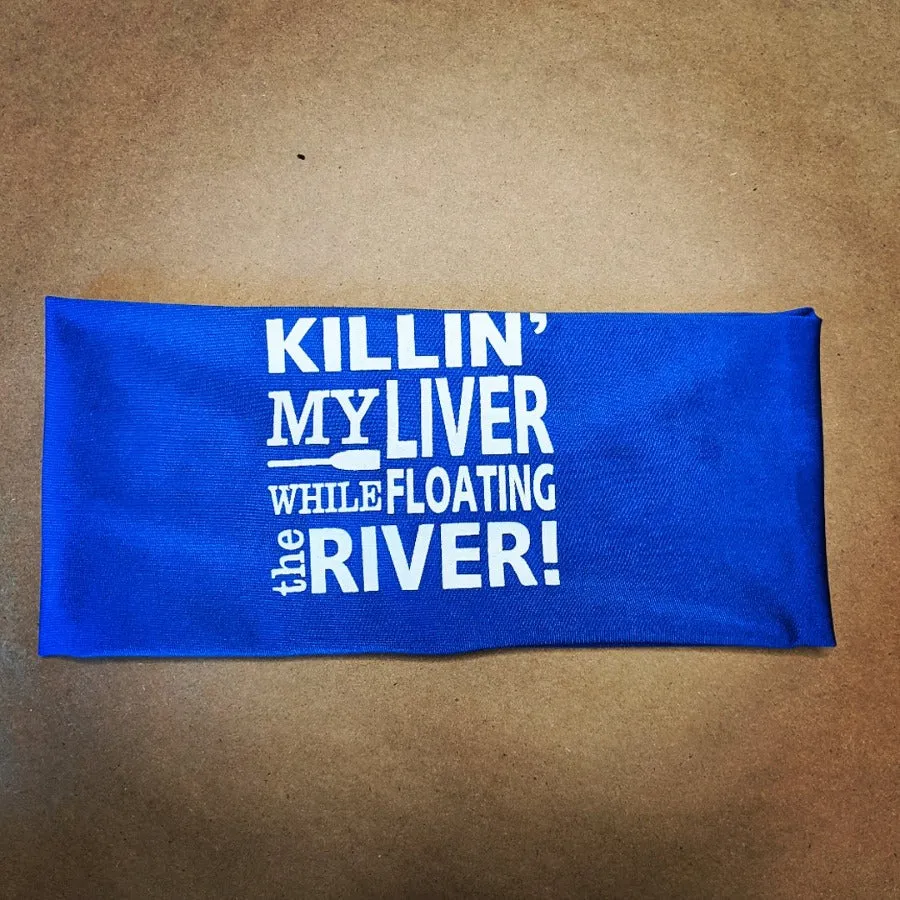 KILLIN'
MY LIVER
WHILE FLOATING
the RIVER!